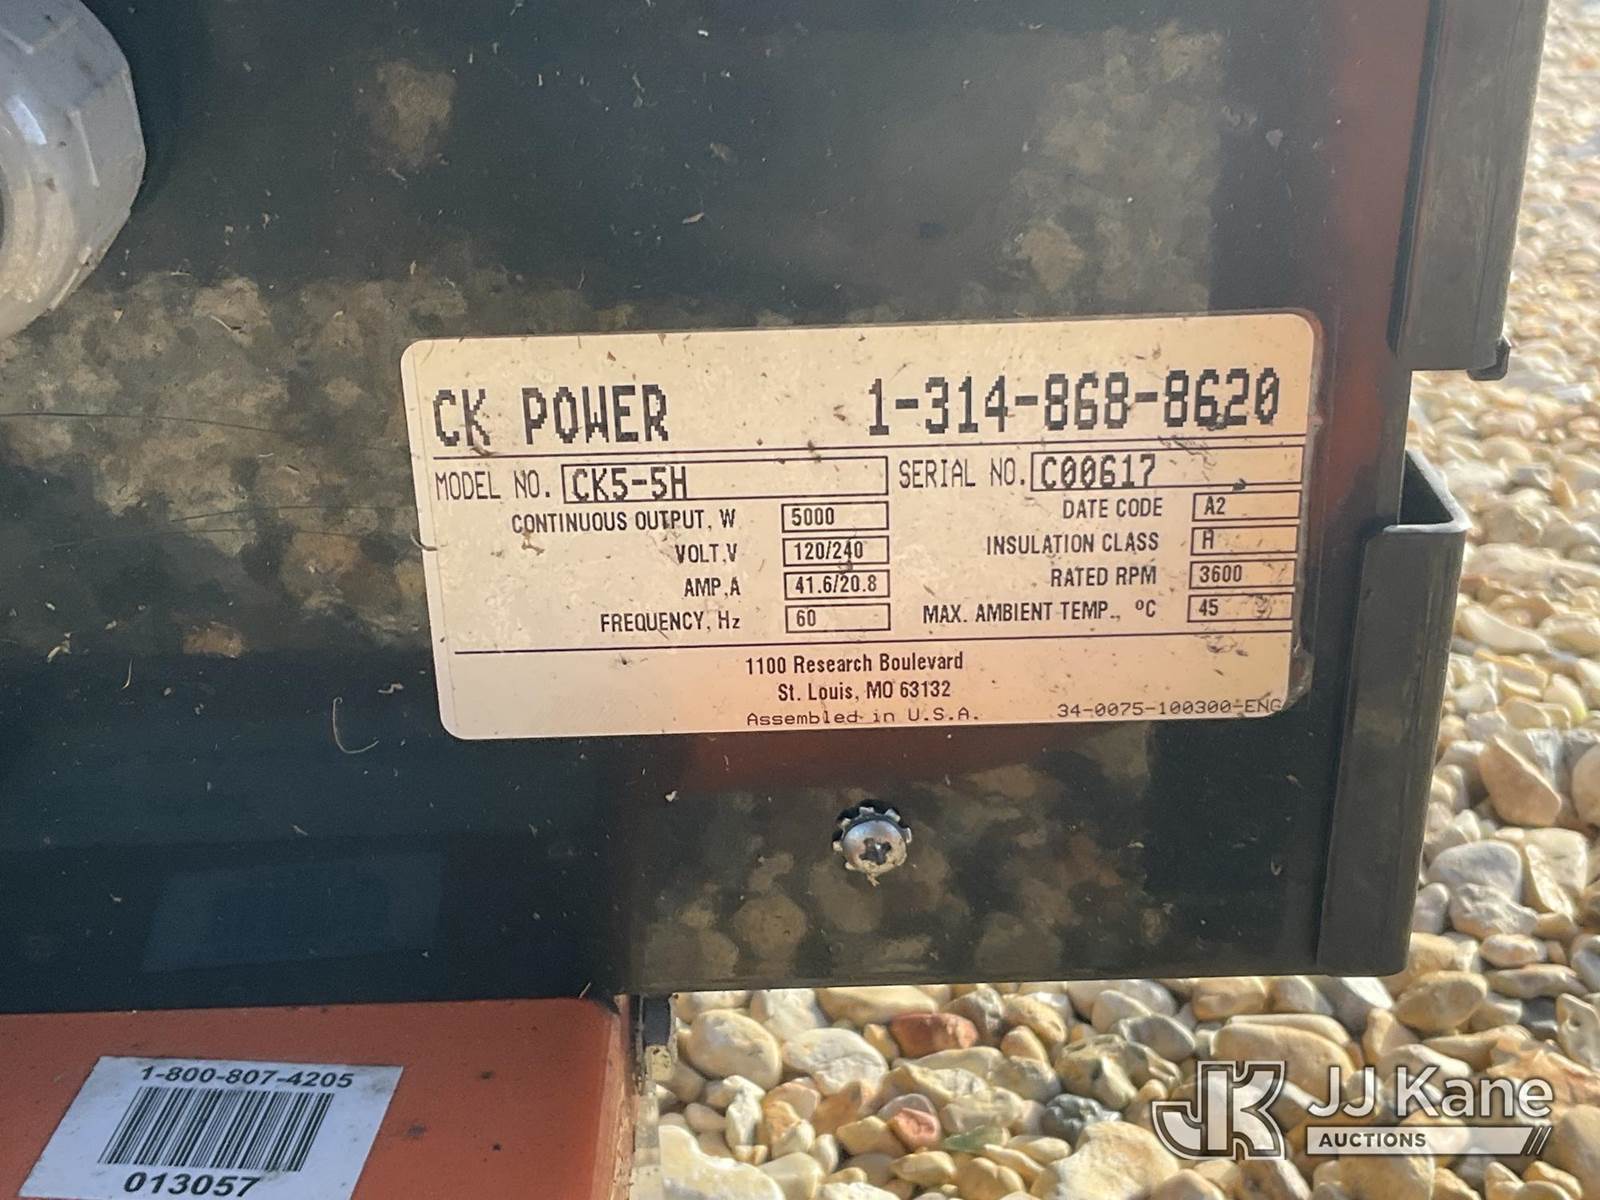 CK POWER 1-314-868-8620
MODEL NO. CK5-5H SERIAL NO. C00617
CONTINUOUS OUTPUT, W 5000 DATE CODE A2
VOLT,V 120/240 INSULATION CLASS H
AMP,A 41.6/20.8 RATED RPM 3600
FREQUENCY, Hz 60 MAX. AMBIENT TEMP., ºC 45
1100 Research Boulevard
St. Louis, MO 63132
Assembled in U.S.A. 34-0075-100300-ENG
1-800-807-4205
013057
JK JJ Kane
AUCTIONS